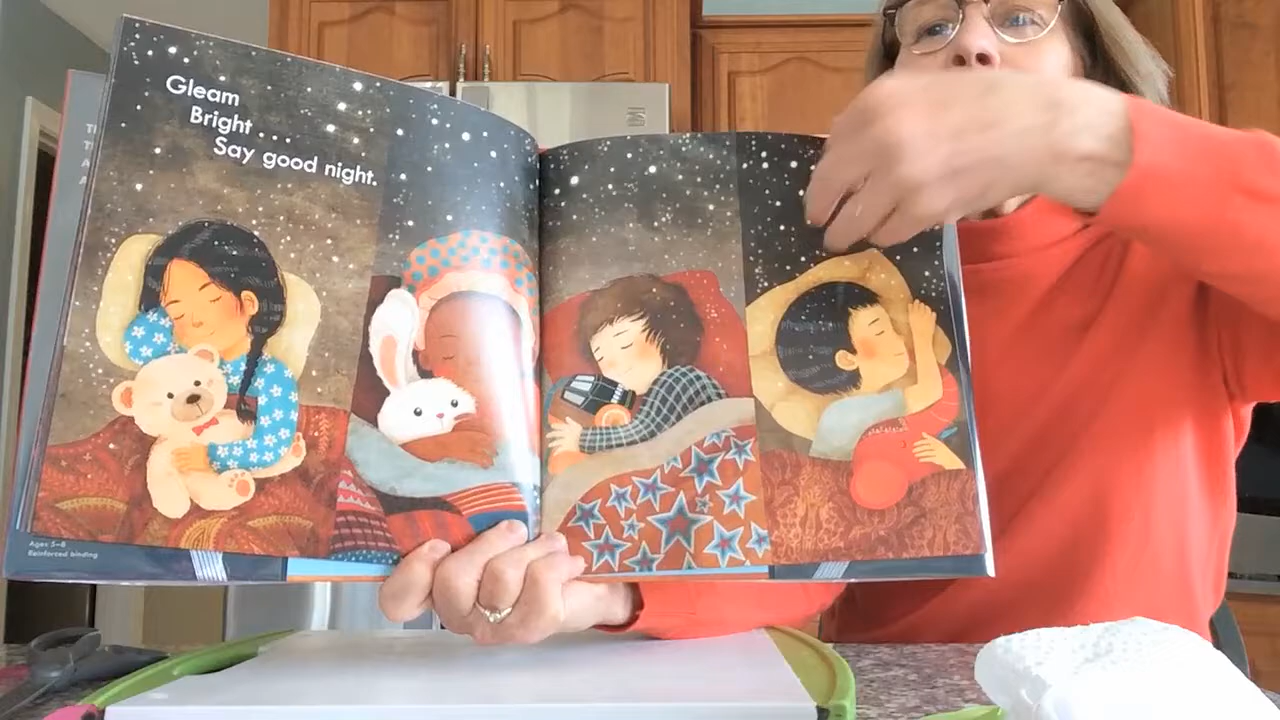 Gleam
Bright...
Say good night.
Ages 5-8
Reinforced binding